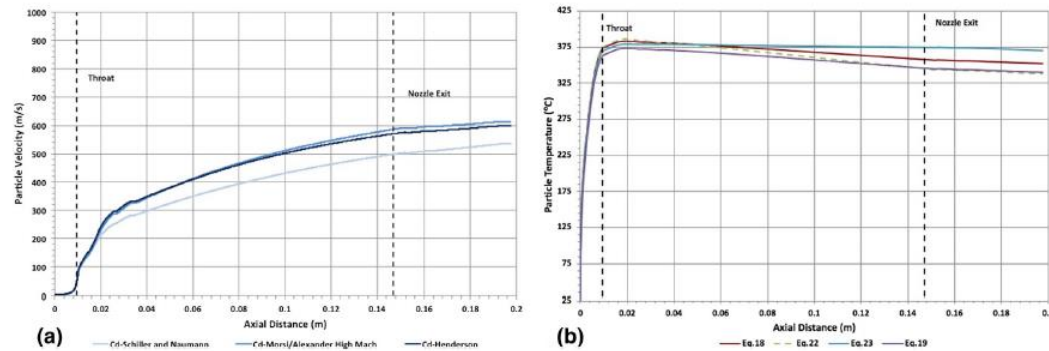 1000
900
800
700
600
500
400
300
200
100
0
Particle Velocity (m/s)
Throat
Nozzle Exit
0 0.02 0.04 0.06 0.08 0.1 0.12 0.14 0.16 0.18 0.2
Axial Distance (m)
(a)
Cd-Schiller and Naumann Cd-Morsi/Alexander High Mach Cd-Henderson
425
375
325
275
225
175
125
75
25
Particle Temperature (°C)
Throat
Nozzle Exit
0 0.02 0.04 0.06 0.08 0.1 0.12 0.14 0.16 0.18 0.
Axial Distance (m)
(b)
Eq.18 Eq.22 Eq.23 Eq.19